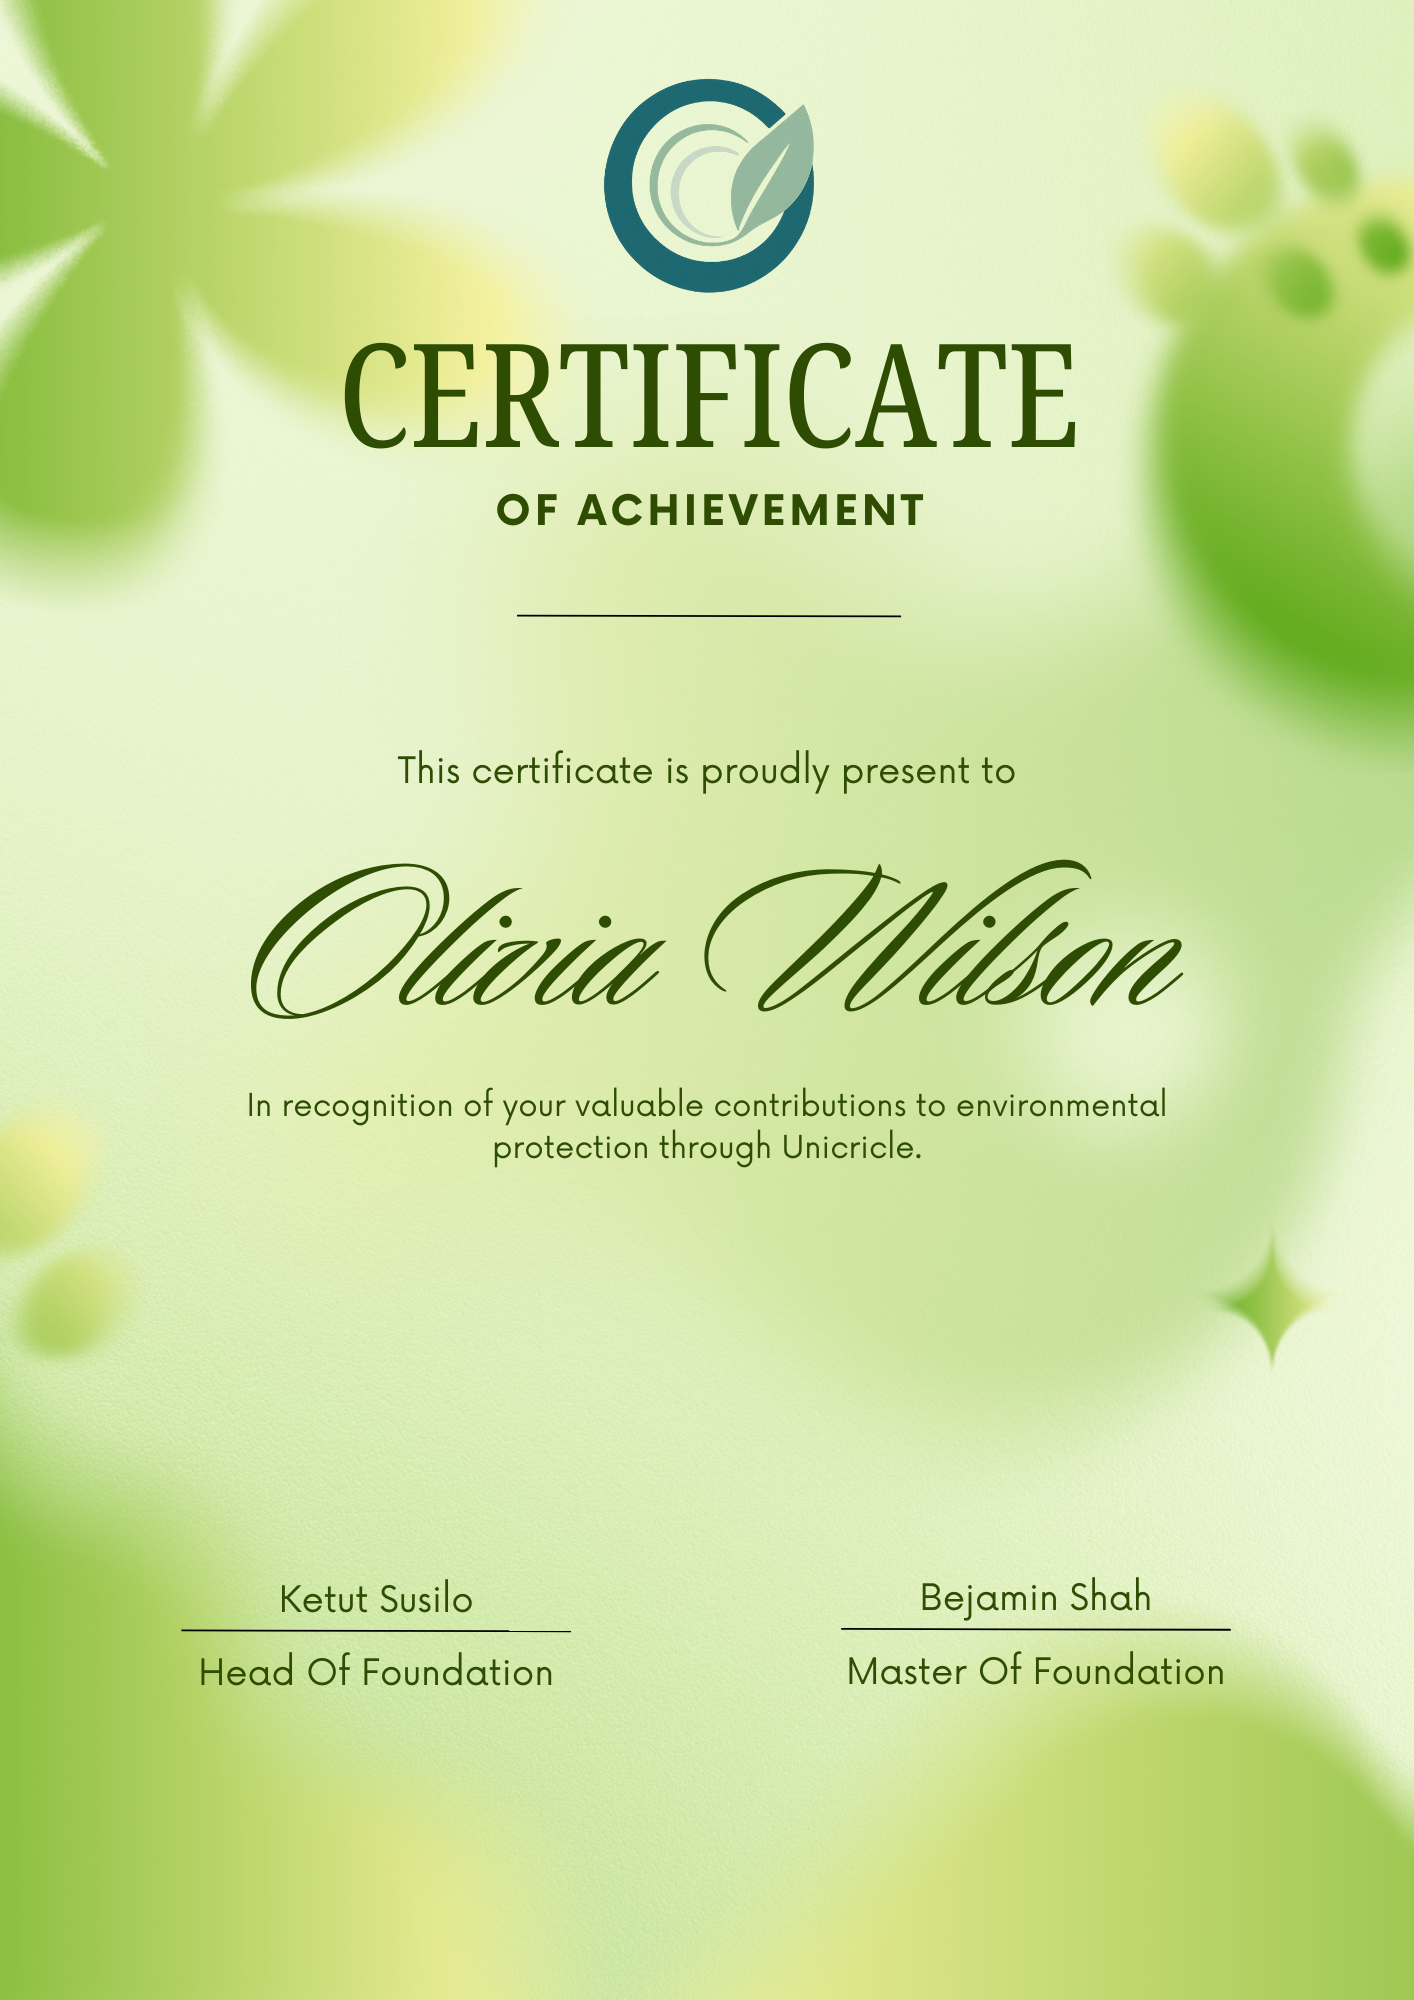 CERTIFICATE
OF ACHIEVEMENT
This certificate is proudly present to
Olivia Wilson
In recognition of your valuable contributions to environmental
protection through Unicricle.
Ketut Susilo
Head Of Foundation
Bejamin Shah
Master Of Foundation